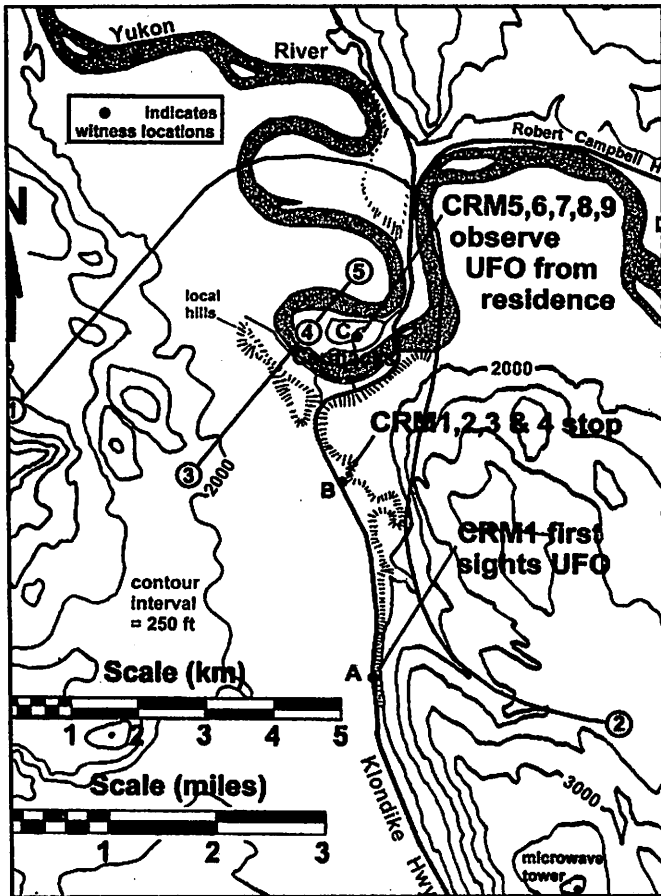 Yukon
River
● indicates
witness locations
Robert Campbell H
N
CRM5,6,7,8,9
observe
UFO from
residence
5
local
hills
4
C
2000
1
CRM1,2,3 & 4 stop
3
2000
B
CRM1 first
sights UFO
contour
interval
= 250 ft
A
Scale (km)
1 2 3 4 5
2
Klondike Hwy
Scale (miles)
1 2 3
3000
microwave
tower